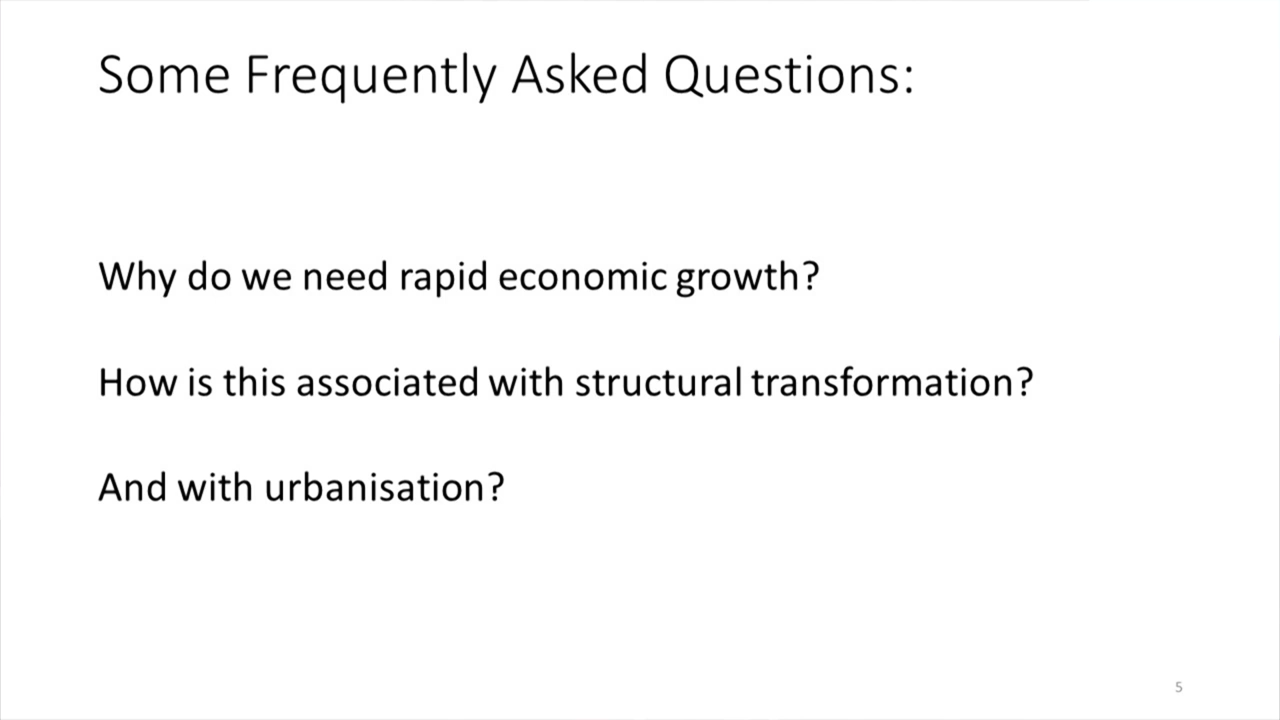 Some Frequently Asked Questions:
Why do we need rapid economic growth?
How is this associated with structural transformation?
And with urbanisation?
5